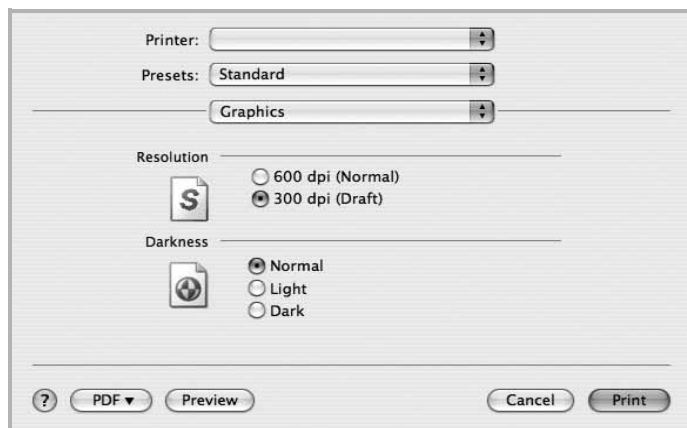 Printer:
Presets: Standard
Graphics
Resolution
600 dpi (Normal)
S
300 dpi (Draft)
Darkness
Normal
Light
Dark
? PDF ▼ Preview Cancel Print